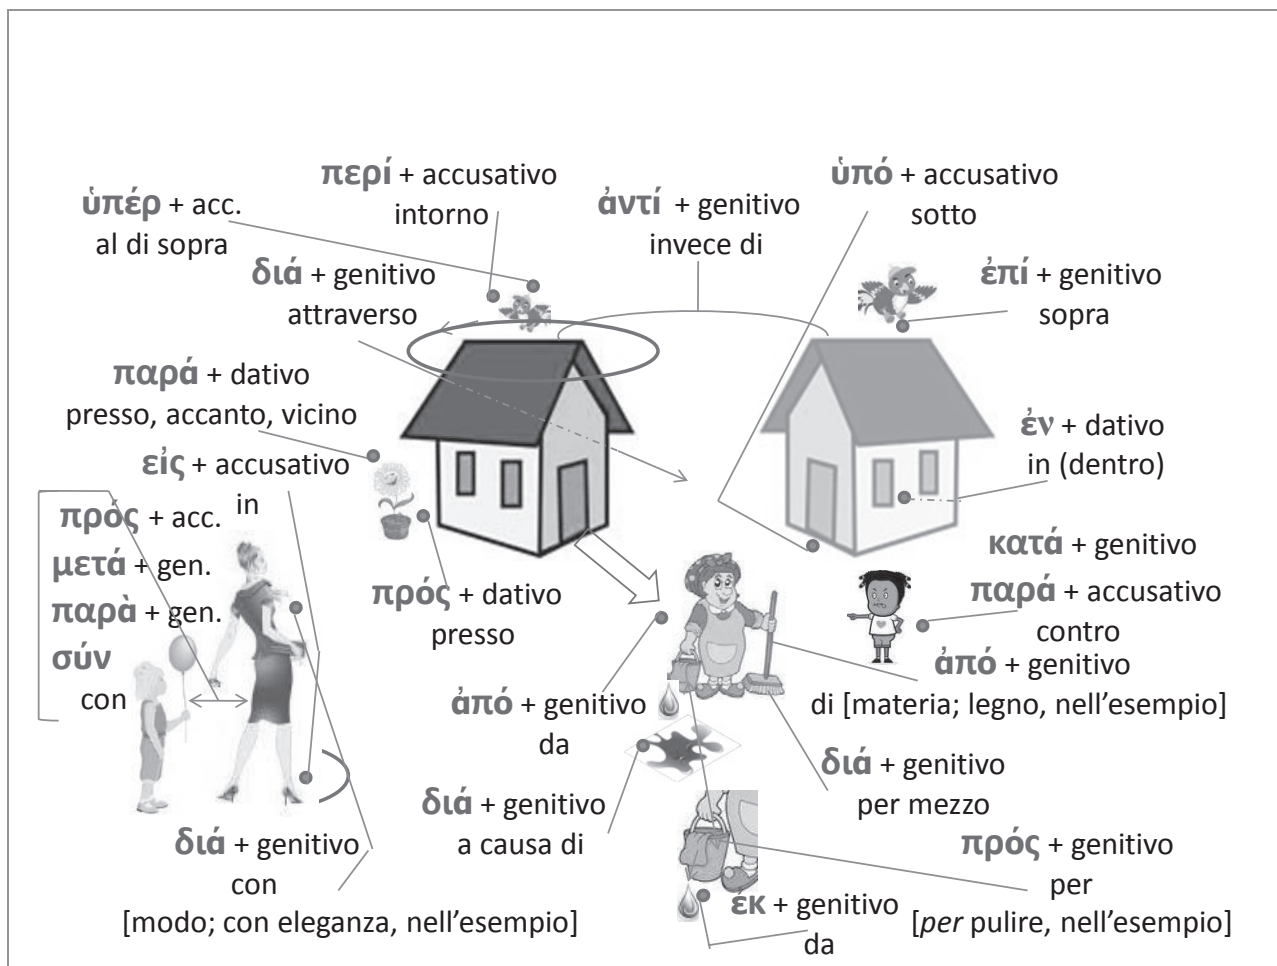 περί + accusativo
intorno
ὑπέρ + acc.
al di sopra
ἀντί + genitivo
invece di
ὑπό + accusativo
sotto
διά + genitivo
attraverso
ἐπί + genitivo
sopra
παρά + dativo
presso, accanto, vicino
ἐν + dativo
in (dentro)
εἰς + accusativo
in
πρός + acc.
μετά + gen.
παρὰ + gen.
σύν
con
πρός + dativo
presso
κατά + genitivo
παρά + accusativo
contro
ἀπό + genitivo
di [materia; legno, nell'esempio]
ἀπό + genitivo
da
διά + genitivo
per mezzo
διά + genitivo
a causa di
διά + genitivo
con
[modo; con eleganza, nell'esempio]
πρός + genitivo
per
[per pulire, nell'esempio]
ἐκ + genitivo
da